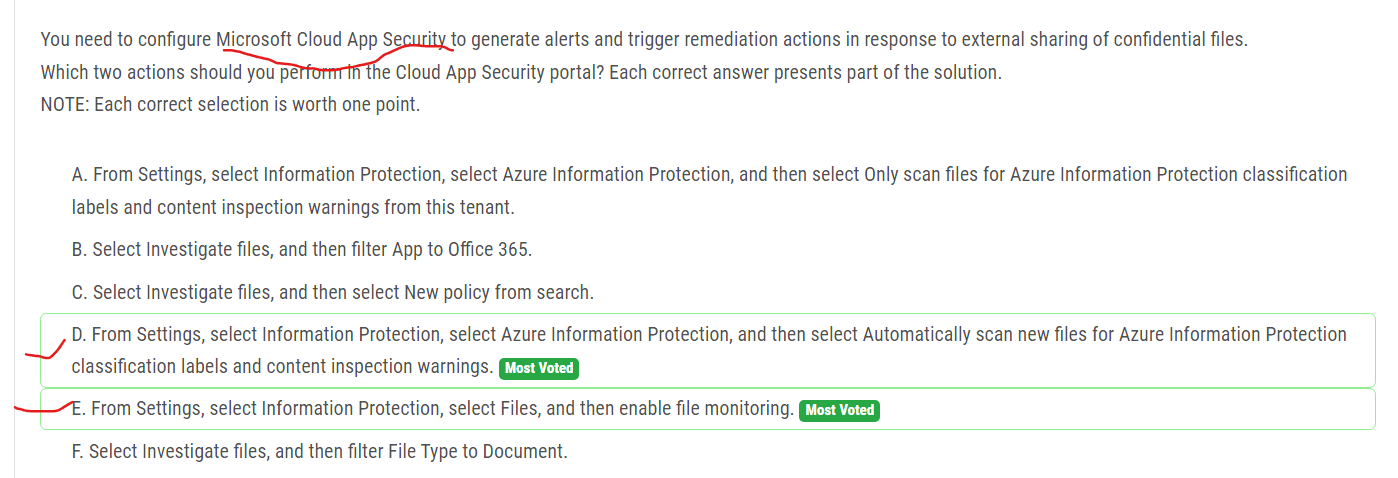 You need to configure Microsoft Cloud App Security to generate alerts and trigger remediation actions in response to external sharing of confidential files.
Which two actions should you perform in the Cloud App Security portal? Each correct answer presents part of the solution.
NOTE: Each correct selection is worth one point.
A. From Settings, select Information Protection, select Azure Information Protection, and then select Only scan files for Azure Information Protection classification
labels and content inspection warnings from this tenant.
B. Select Investigate files, and then filter App to Office 365.
C. Select Investigate files, and then select New policy from search.
D. From Settings, select Information Protection, select Azure Information Protection, and then select Automatically scan new files for Azure Information Protection
classification labels and content inspection warnings. Most Voted
E. From Settings, select Information Protection, select Files, and then enable file monitoring. Most Voted
F. Select Investigate files, and then filter File Type to Document.